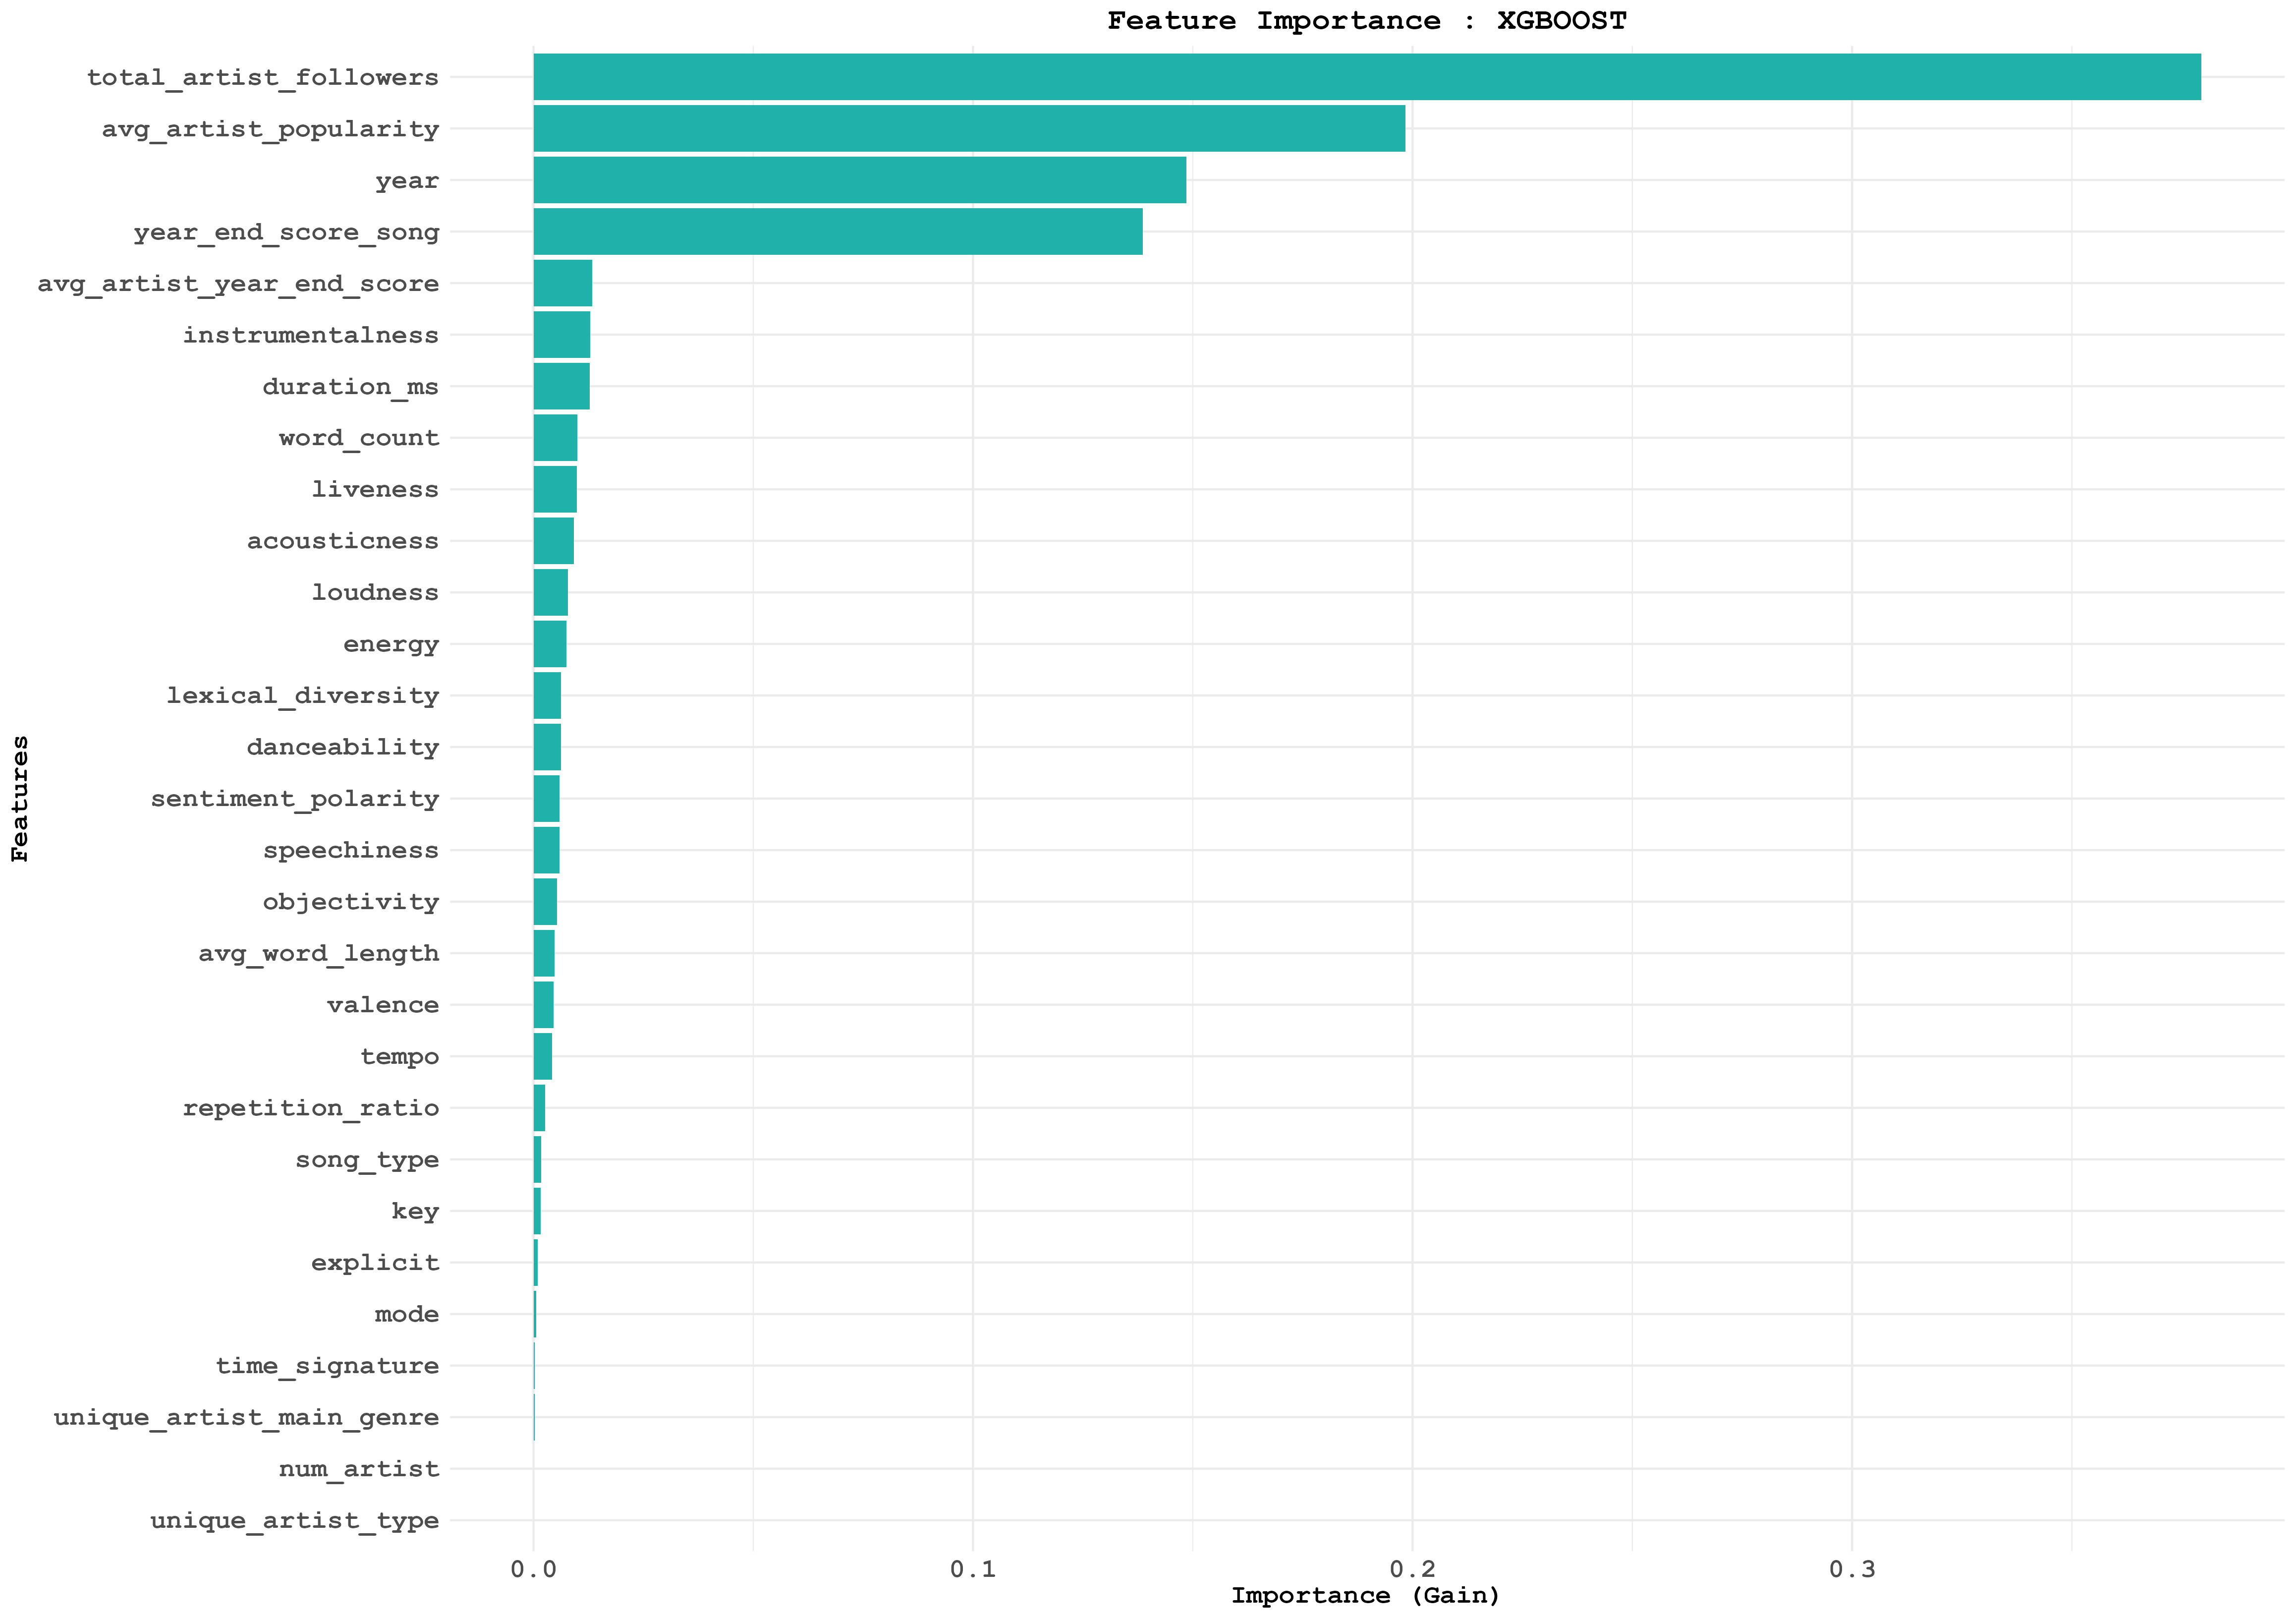 Feature Importance : XGBOOST
total_artist_followers
avg_artist_popularity
year
year_end_score_song
avg_artist_year_end_score
instrumentalness
duration_ms
word_count
liveness
acousticness
loudness
energy
lexical_diversity
danceability
sentiment_polarity
speechiness
objectivity
avg_word_length
valence
tempo
repetition_ratio
song_type
key
explicit
mode
time_signature
unique_artist_main_genre
num_artist
unique_artist_type
Features
0.0 0.1 0.2 0.3
Importance (Gain)